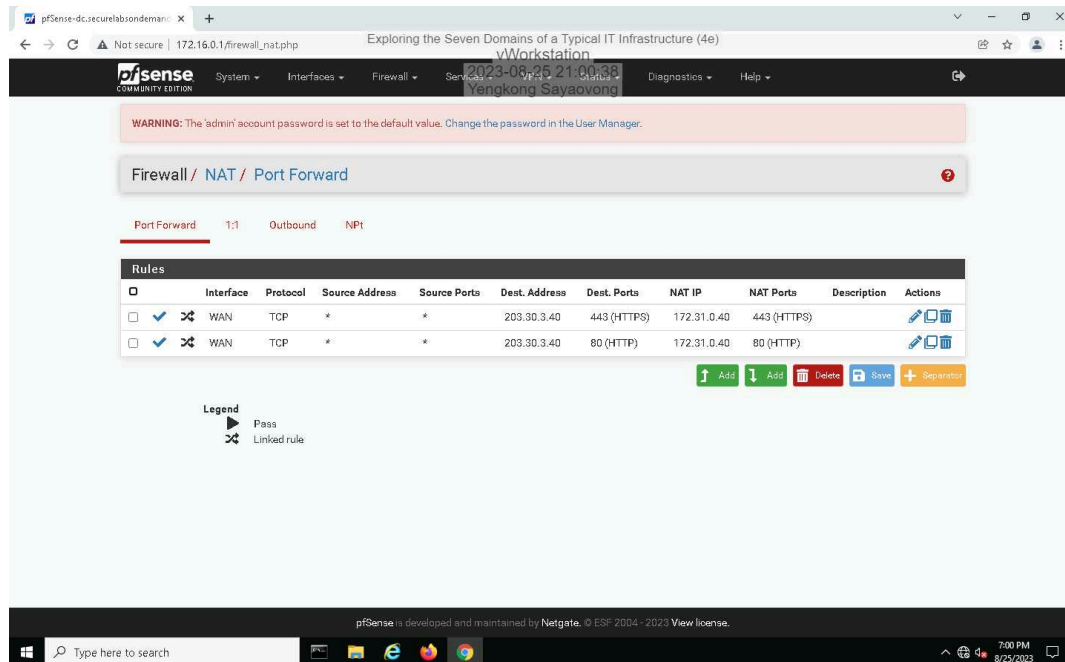 pfSense-dc.securelabsondeman
Not secure | 172.16.0.1/firewall_nat.php
Exploring the Seven Domains of a Typical IT Infrastructure (4e)
vWorkstation
2023-08-25 21:00:38
Yengkong Sayaovong
pfsense
COMMUNITY EDITION
System Interfaces Firewall Services VPN Status Diagnostics Help
WARNING: The 'admin' account password is set to the default value. Change the password in the User Manager.
Firewall / NAT / Port Forward
Port Forward 1:1 Outbound NPt
Rules
Interface Protocol Source Address Source Ports Dest. Address Dest. Ports NAT IP NAT Ports Description Actions
WAN TCP * * 203.30.3.40 443 (HTTPS) 172.31.0.40 443 (HTTPS)
WAN TCP * * 203.30.3.40 80 (HTTP) 172.31.0.40 80 (HTTP)
Add Add Delete Save Separator
Legend
Pass
Linked rule
pfSense is developed and maintained by Netgate. © ESF 2004 - 2023 View license.
Type here to search
7:00 PM
8/25/2023